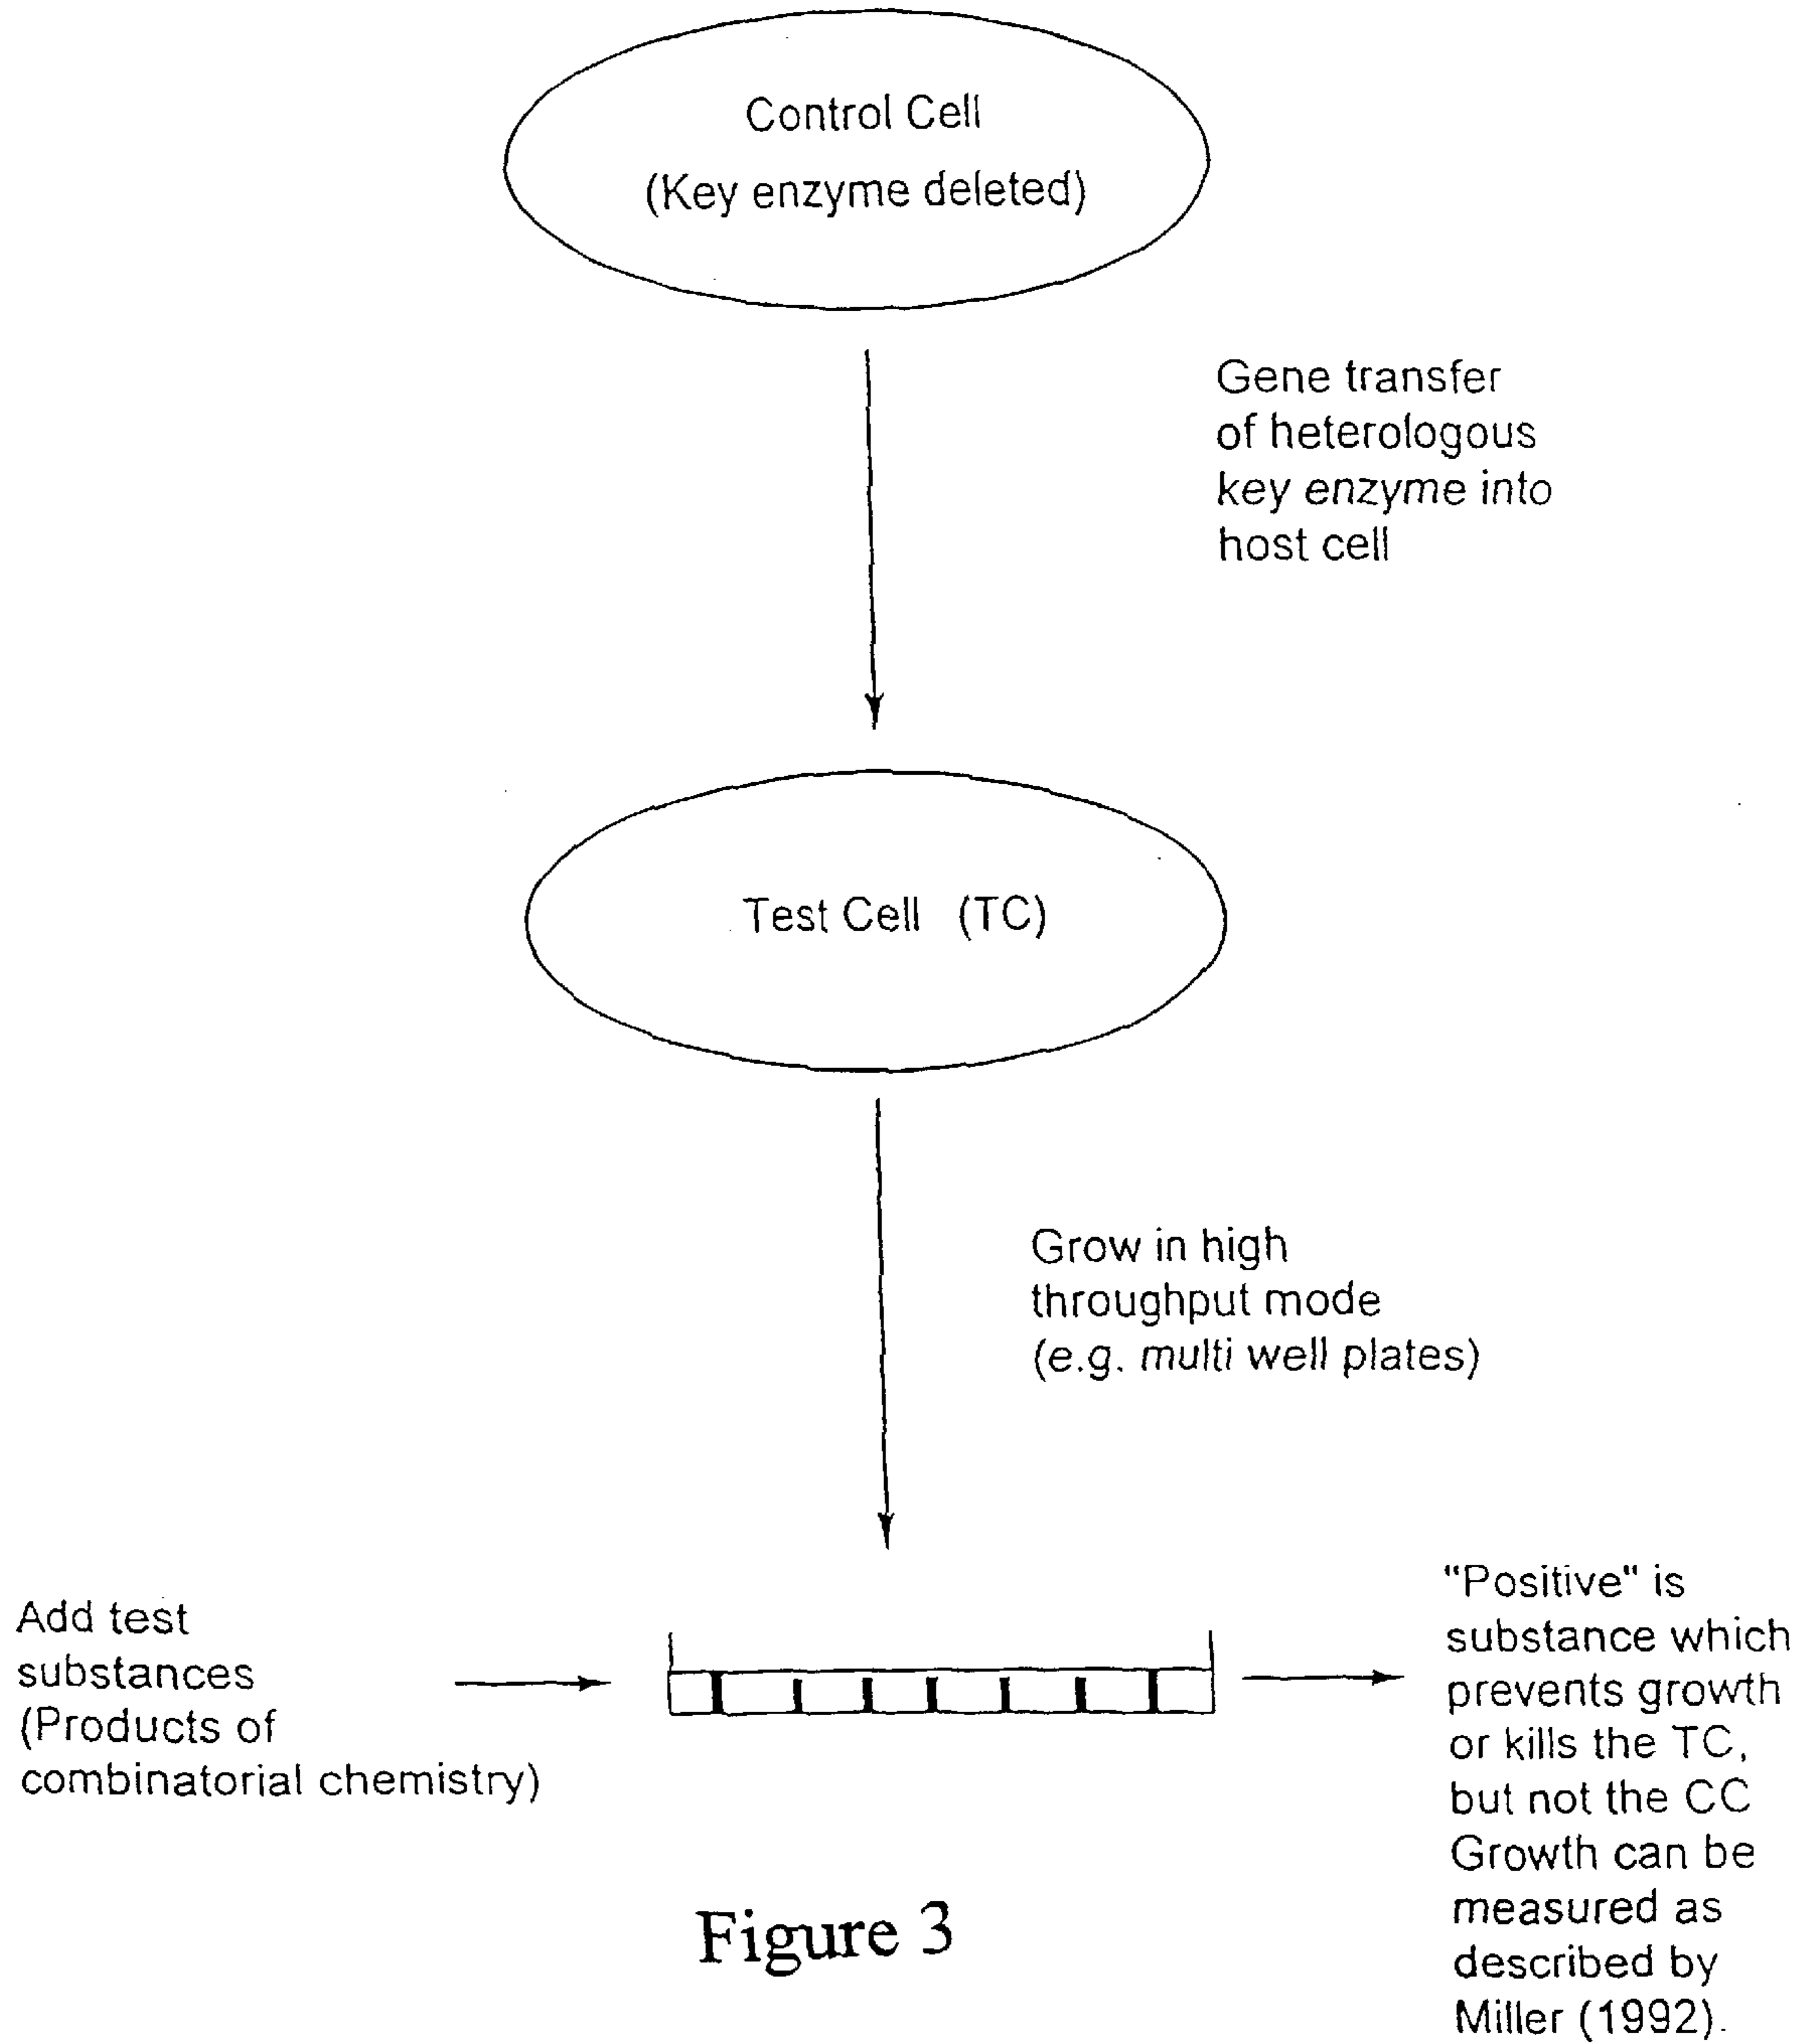 Control Cell
(Key enzyme deleted)
Gene transfer
of heterologous
key enzyme into
host cell
Test Cell (TC)
Grow in high
throughput mode
(e.g. multi well plates)
Add test
substances
(Products of
combinatorial chemistry)
"Positive" is
substance which
prevents growth
or kills the TC,
but not the CC
Growth can be
measured as
described by
Miller (1992).
Figure 3